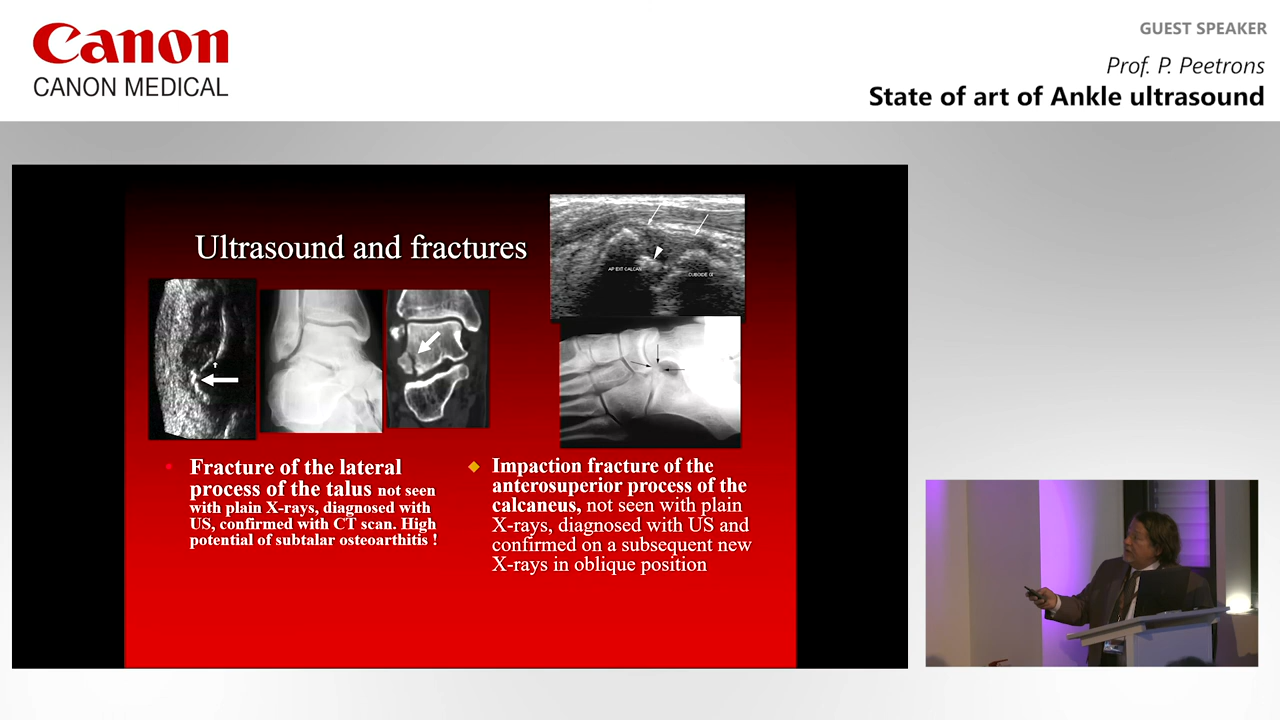 Canon
CANON MEDICAL
GUEST SPEAKER
Prof. P. Peetrons
State of art of Ankle ultrasound
Ultrasound and fractures
AP EXT CALCAN
CUBOIDE G
Fracture of the lateral
process of the talus not seen
with plain X-rays, diagnosed with
US, confirmed with CT scan. High
potential of subtalar osteoarthritis !
Impaction fracture of the
anterosuperior process of the
calcaneus, not seen with plain
X-rays, diagnosed with US and
confirmed on a subsequent new
X-rays in oblique position